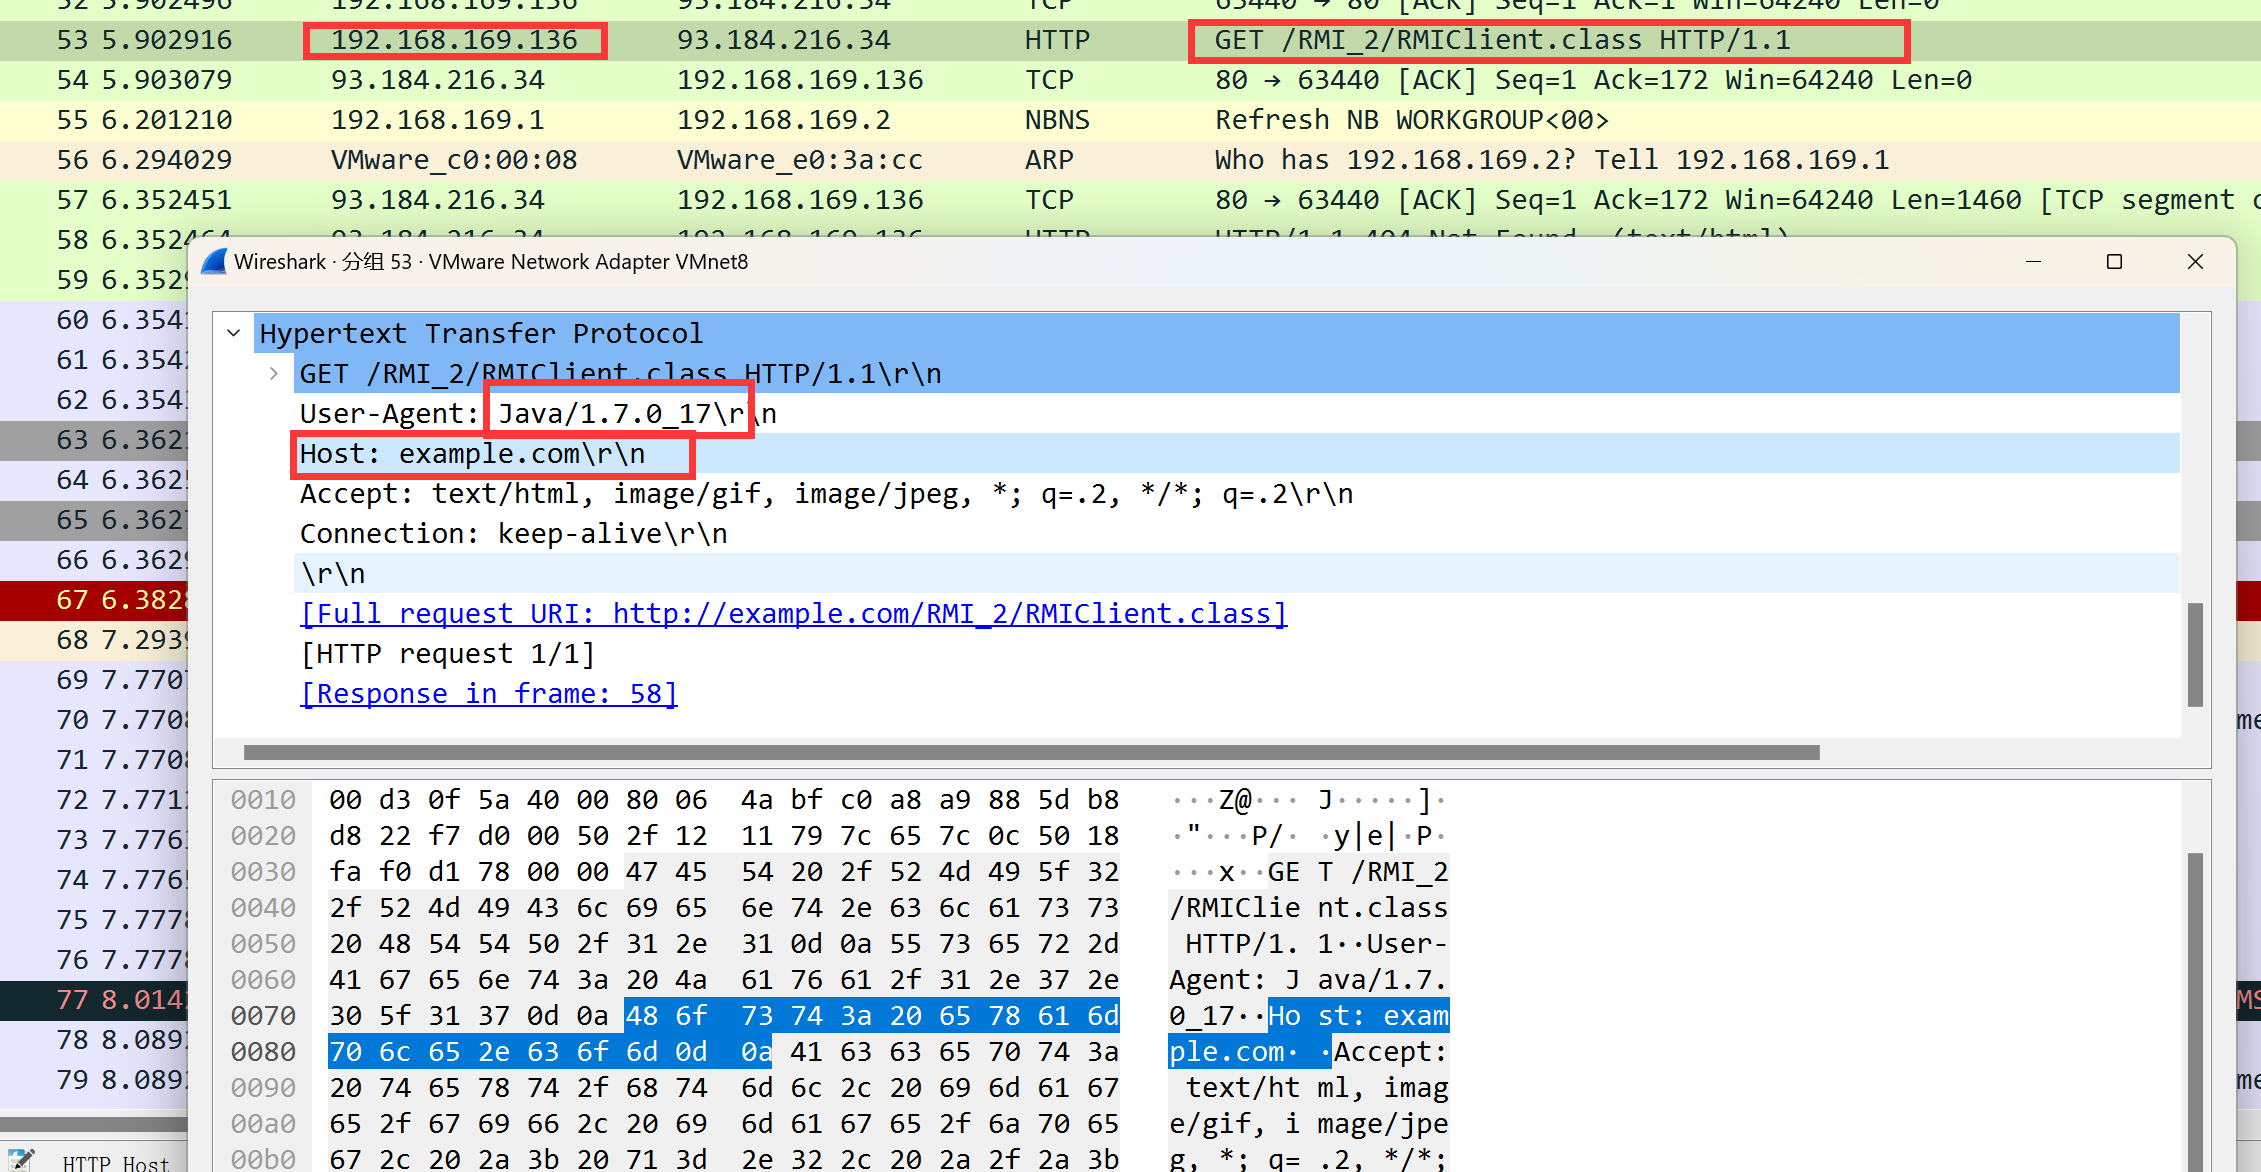 52 5.902496 192.168.169.136 93.184.216.34 TCP 63440 → 80 [ACK] Seq=1 Ack=1 Win=64240 Len=0
53 5.902916 192.168.169.136 93.184.216.34 HTTP GET /RMI_2/RMIClient.class HTTP/1.1
54 5.903079 93.184.216.34 192.168.169.136 TCP 80 → 63440 [ACK] Seq=1 Ack=172 Win=64240 Len=0
55 6.201210 192.168.169.1 192.168.169.2 NBNS Refresh NB WORKGROUP<00>
56 6.294029 VMware_c0:00:08 VMware_e0:3a:cc ARP Who has 192.168.169.2? Tell 192.168.169.1
57 6.352451 93.184.216.34 192.168.169.136 TCP 80 → 63440 [ACK] Seq=1 Ack=172 Win=64240 Len=1460 [TCP segment
58 6.352464 93.184.216.34 192.168.169.136 HTTP HTTP/1.1 404 Not Found (text/html)
Wireshark · 分组 53 · VMware Network Adapter VMnet8
59 6.352
60 6.354
61 6.354
62 6.354
63 6.362
64 6.362
65 6.362
66 6.362
67 6.382
68 7.293
69 7.770
70 7.770
71 7.770
72 7.771
73 7.776
74 7.776
75 7.777
76 7.777
77 8.014
78 8.089
79 8.089
Hypertext Transfer Protocol
GET /RMI_2/RMIClient.class HTTP/1.1\r\n
User-Agent: Java/1.7.0_17\r\n
Host: example.com\r\n
Accept: text/html, image/gif, image/jpeg, *; q=.2, */*; q=.2\r\n
Connection: keep-alive\r\n
\r\n
[Full request URI: http://example.com/RMI_2/RMIClient.class]
[HTTP request 1/1]
[Response in frame: 58]
0010 00 d3 0f 5a 40 00 80 06 4a bf c0 a8 a9 88 5d b8 ···Z@··· J·····]·
0020 d8 22 f7 d0 00 50 2f 12 11 79 7c 65 7c 0c 50 18 ·"···P/· ·y|e|·P·
0030 fa f0 d1 78 00 00 47 45 54 20 2f 52 4d 49 5f 32 ···x··GE T /RMI_2
0040 2f 52 4d 49 43 6c 69 65 6e 74 2e 63 6c 61 73 73 /RMIClie nt.class
0050 20 48 54 54 50 2f 31 2e 31 0d 0a 55 73 65 72 2d HTTP/1. 1··User-
0060 41 67 65 6e 74 3a 20 4a 61 76 61 2f 31 2e 37 2e Agent: J ava/1.7.
0070 30 5f 31 37 0d 0a 48 6f 73 74 3a 20 65 78 61 6d 0_17··Ho st: exam
0080 70 6c 65 2e 63 6f 6d 0d 0a 41 63 63 65 70 74 3a ple.com· ·Accept:
0090 20 74 65 78 74 2f 68 74 6d 6c 2c 20 69 6d 61 67 text/ht ml, imag
00a0 65 2f 67 69 66 2c 20 69 6d 61 67 65 2f 6a 70 65 e/gif, i mage/jpe
00b0 67 2c 20 2a 3b 20 71 3d 2e 32 2c 20 2a 2f 2a 3b g, *; q= .2, */*;
HTTP Host